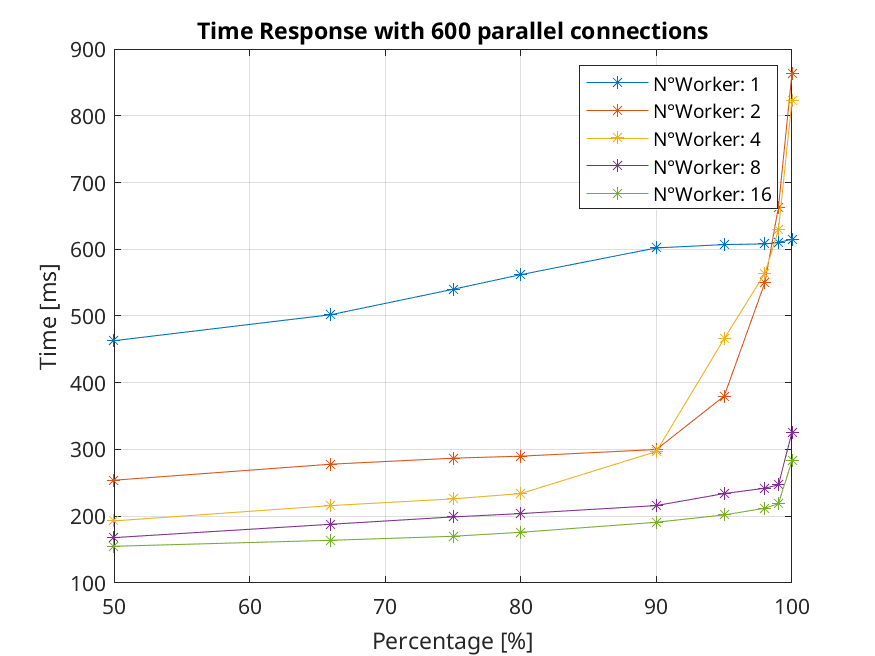 Time Response with 600 parallel connections
900
800
700
600
500
400
300
200
100
Time [ms]
N°Worker: 1
N°Worker: 2
N°Worker: 4
N°Worker: 8
N°Worker: 16
50 60 70 80 90 100
Percentage [%]